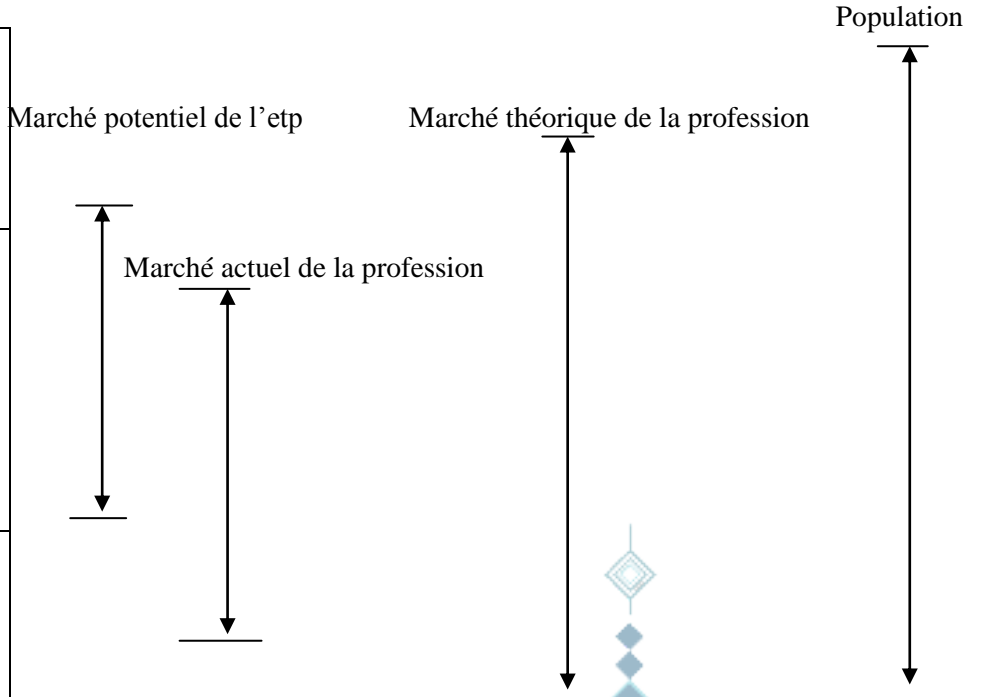 Population
Marché potentiel de l’etp
Marché théorique de la profession
Marché actuel de la profession